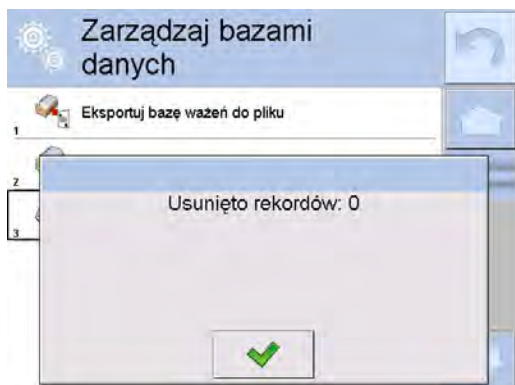 Zarządzaj bazami
danych
Eksportuj bazę ważeń do pliku
1
2
Usunięto rekordów: 0
3